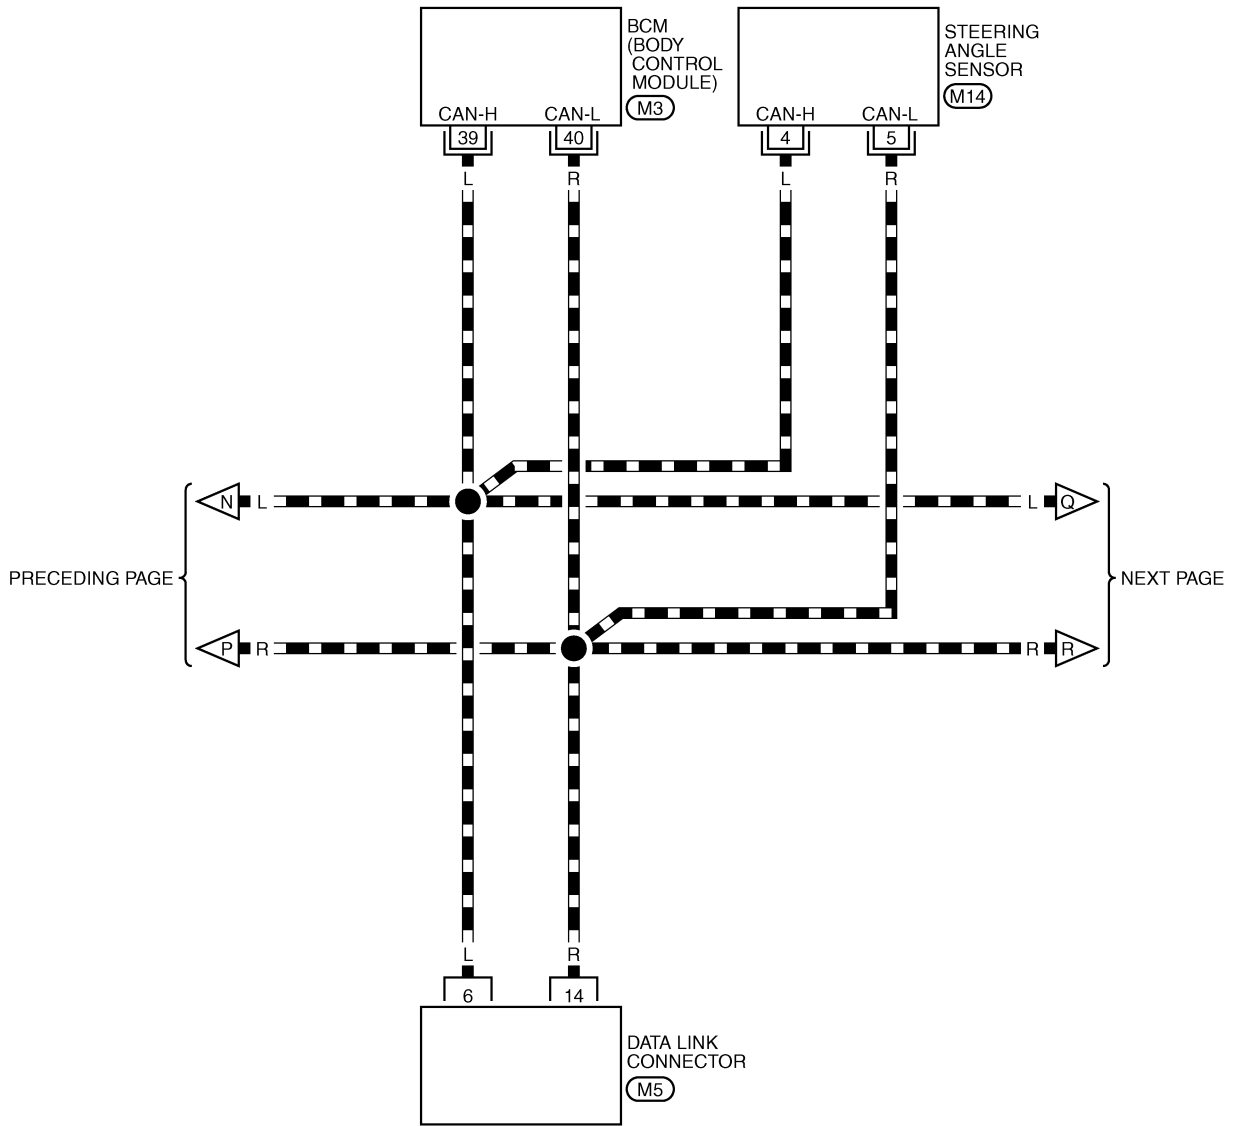 BCM
(BODY
CONTROL
MODULE)
M3
STEERING
ANGLE
SENSOR
M14
CAN-H CAN-L
CAN-H CAN-L
39 40
4 5
L R
L R
N L
L Q
PRECEDING PAGE
NEXT PAGE
P R
R R
L R
6 14
DATA LINK
CONNECTOR
M5